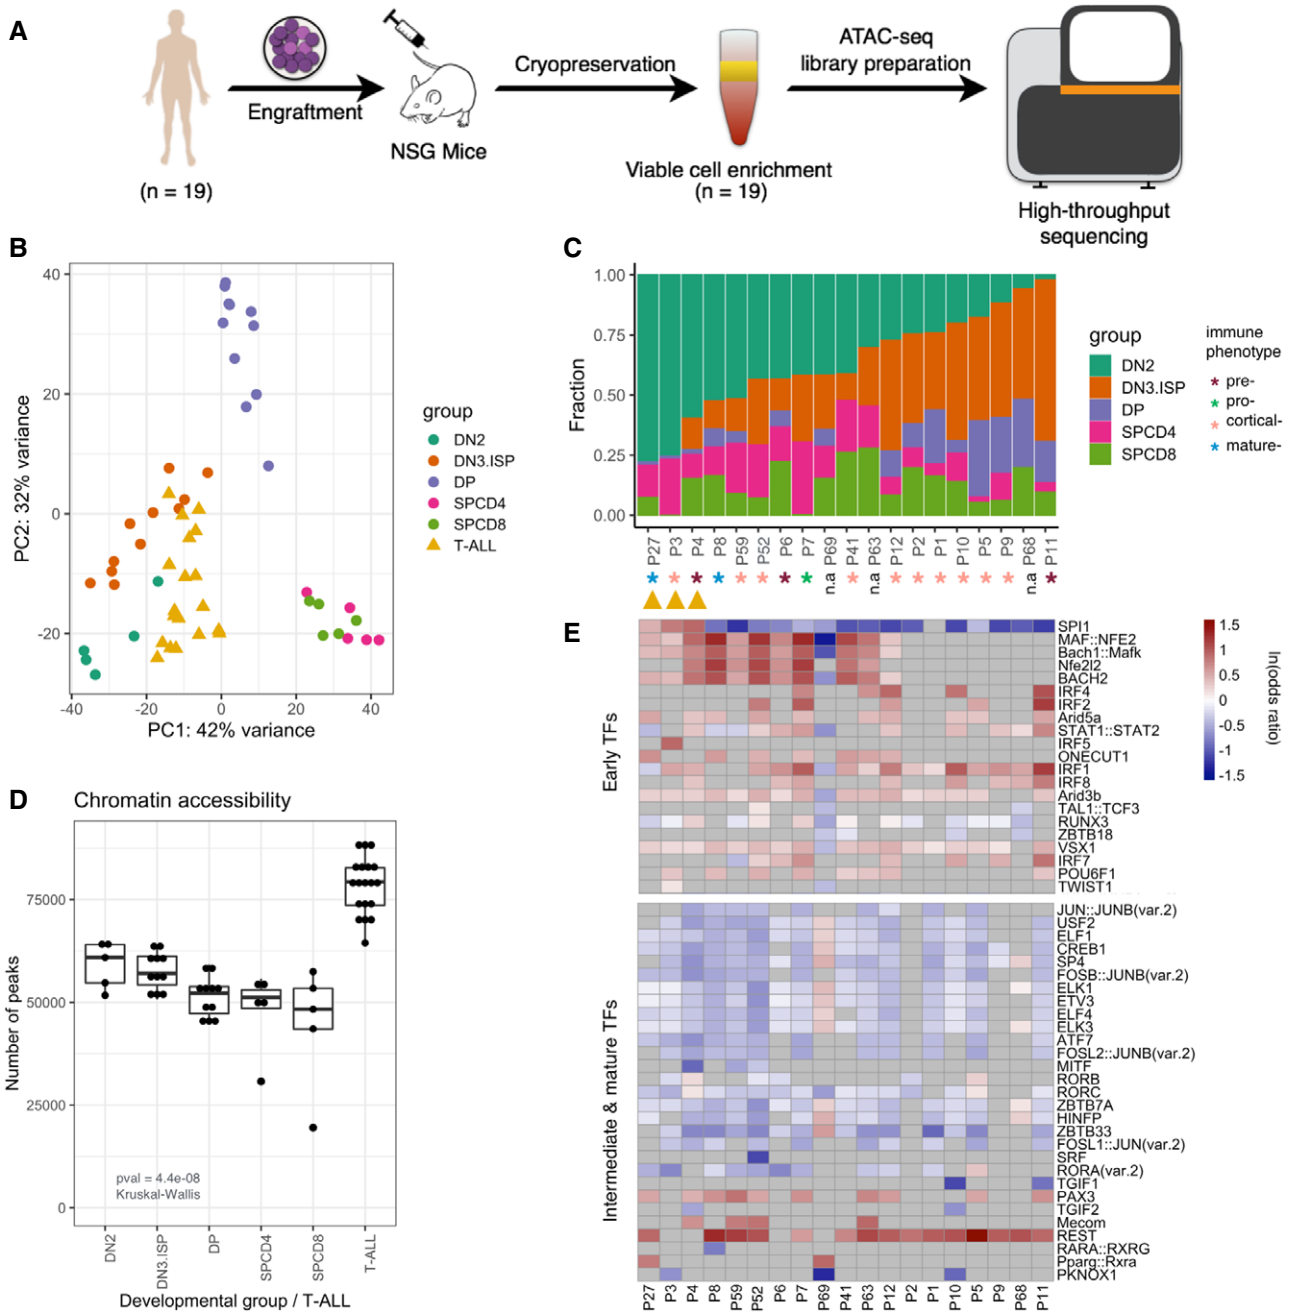 A
(n = 19)
Engraftment
NSG Mice
Cryopreservation
Viable cell enrichment
(n = 19)
ATAC-seq
library preparation
High-throughput
sequencing
B
40
20
0
-20
-40
-20
0
20
40
PC2: 32% variance
PC1: 42% variance
group
DN2
DN3.ISP
DP
SPCD4
SPCD8
T-ALL
C
1.00
0.75
0.50
0.25
0.00
Fraction
P27
P3
P4
P8
P59
P52
P6
P7
P69
P41
P63
P12
P2
P1
P10
P5
P9
P68
P11
n.a
n.a
n.a
group
DN2
DN3.ISP
DP
SPCD4
SPCD8
immune
phenotype
* pre-
* pro-
* cortical-
* mature-
D
Chromatin accessibility
75000
50000
25000
0
Number of peaks
pval = 4.4e-08
Kruskal-Wallis
DN2
DN3.ISP
DP
SPCD4
SPCD8
T-ALL
Developmental group / T-ALL
E
Early TFs
SPI1
MAF::NFE2
Bach1::Mafk
Nfe2l2
BACH2
IRF4
IRF2
Arid5a
STAT1::STAT2
IRF5
ONECUT1
IRF1
IRF8
Arid3b
TAL1::TCF3
RUNX3
ZBTB18
VSX1
IRF7
POU6F1
TWIST1
1.5
1
0.5
0
-0.5
-1
-1.5
ln(odds ratio)
Intermediate & mature TFs
JUN::JUNB(var.2)
USF2
ELF1
CREB1
SP4
FOSB::JUNB(var.2)
ELK1
ETV3
ELF4
ELK3
ATF7
FOSL2::JUNB(var.2)
MITF
RORB
RORC
ZBTB7A
HINFP
ZBTB33
FOSL1::JUN(var.2)
SRF
RORA(var.2)
TGIF1
PAX3
TGIF2
Mecom
REST
RARA::RXRG
Pparg::Rxra
PKNOX1
P27
P3
P4
P8
P59
P52
P6
P7
P69
P41
P63
P12
P2
P1
P10
P5
P9
P68
P11